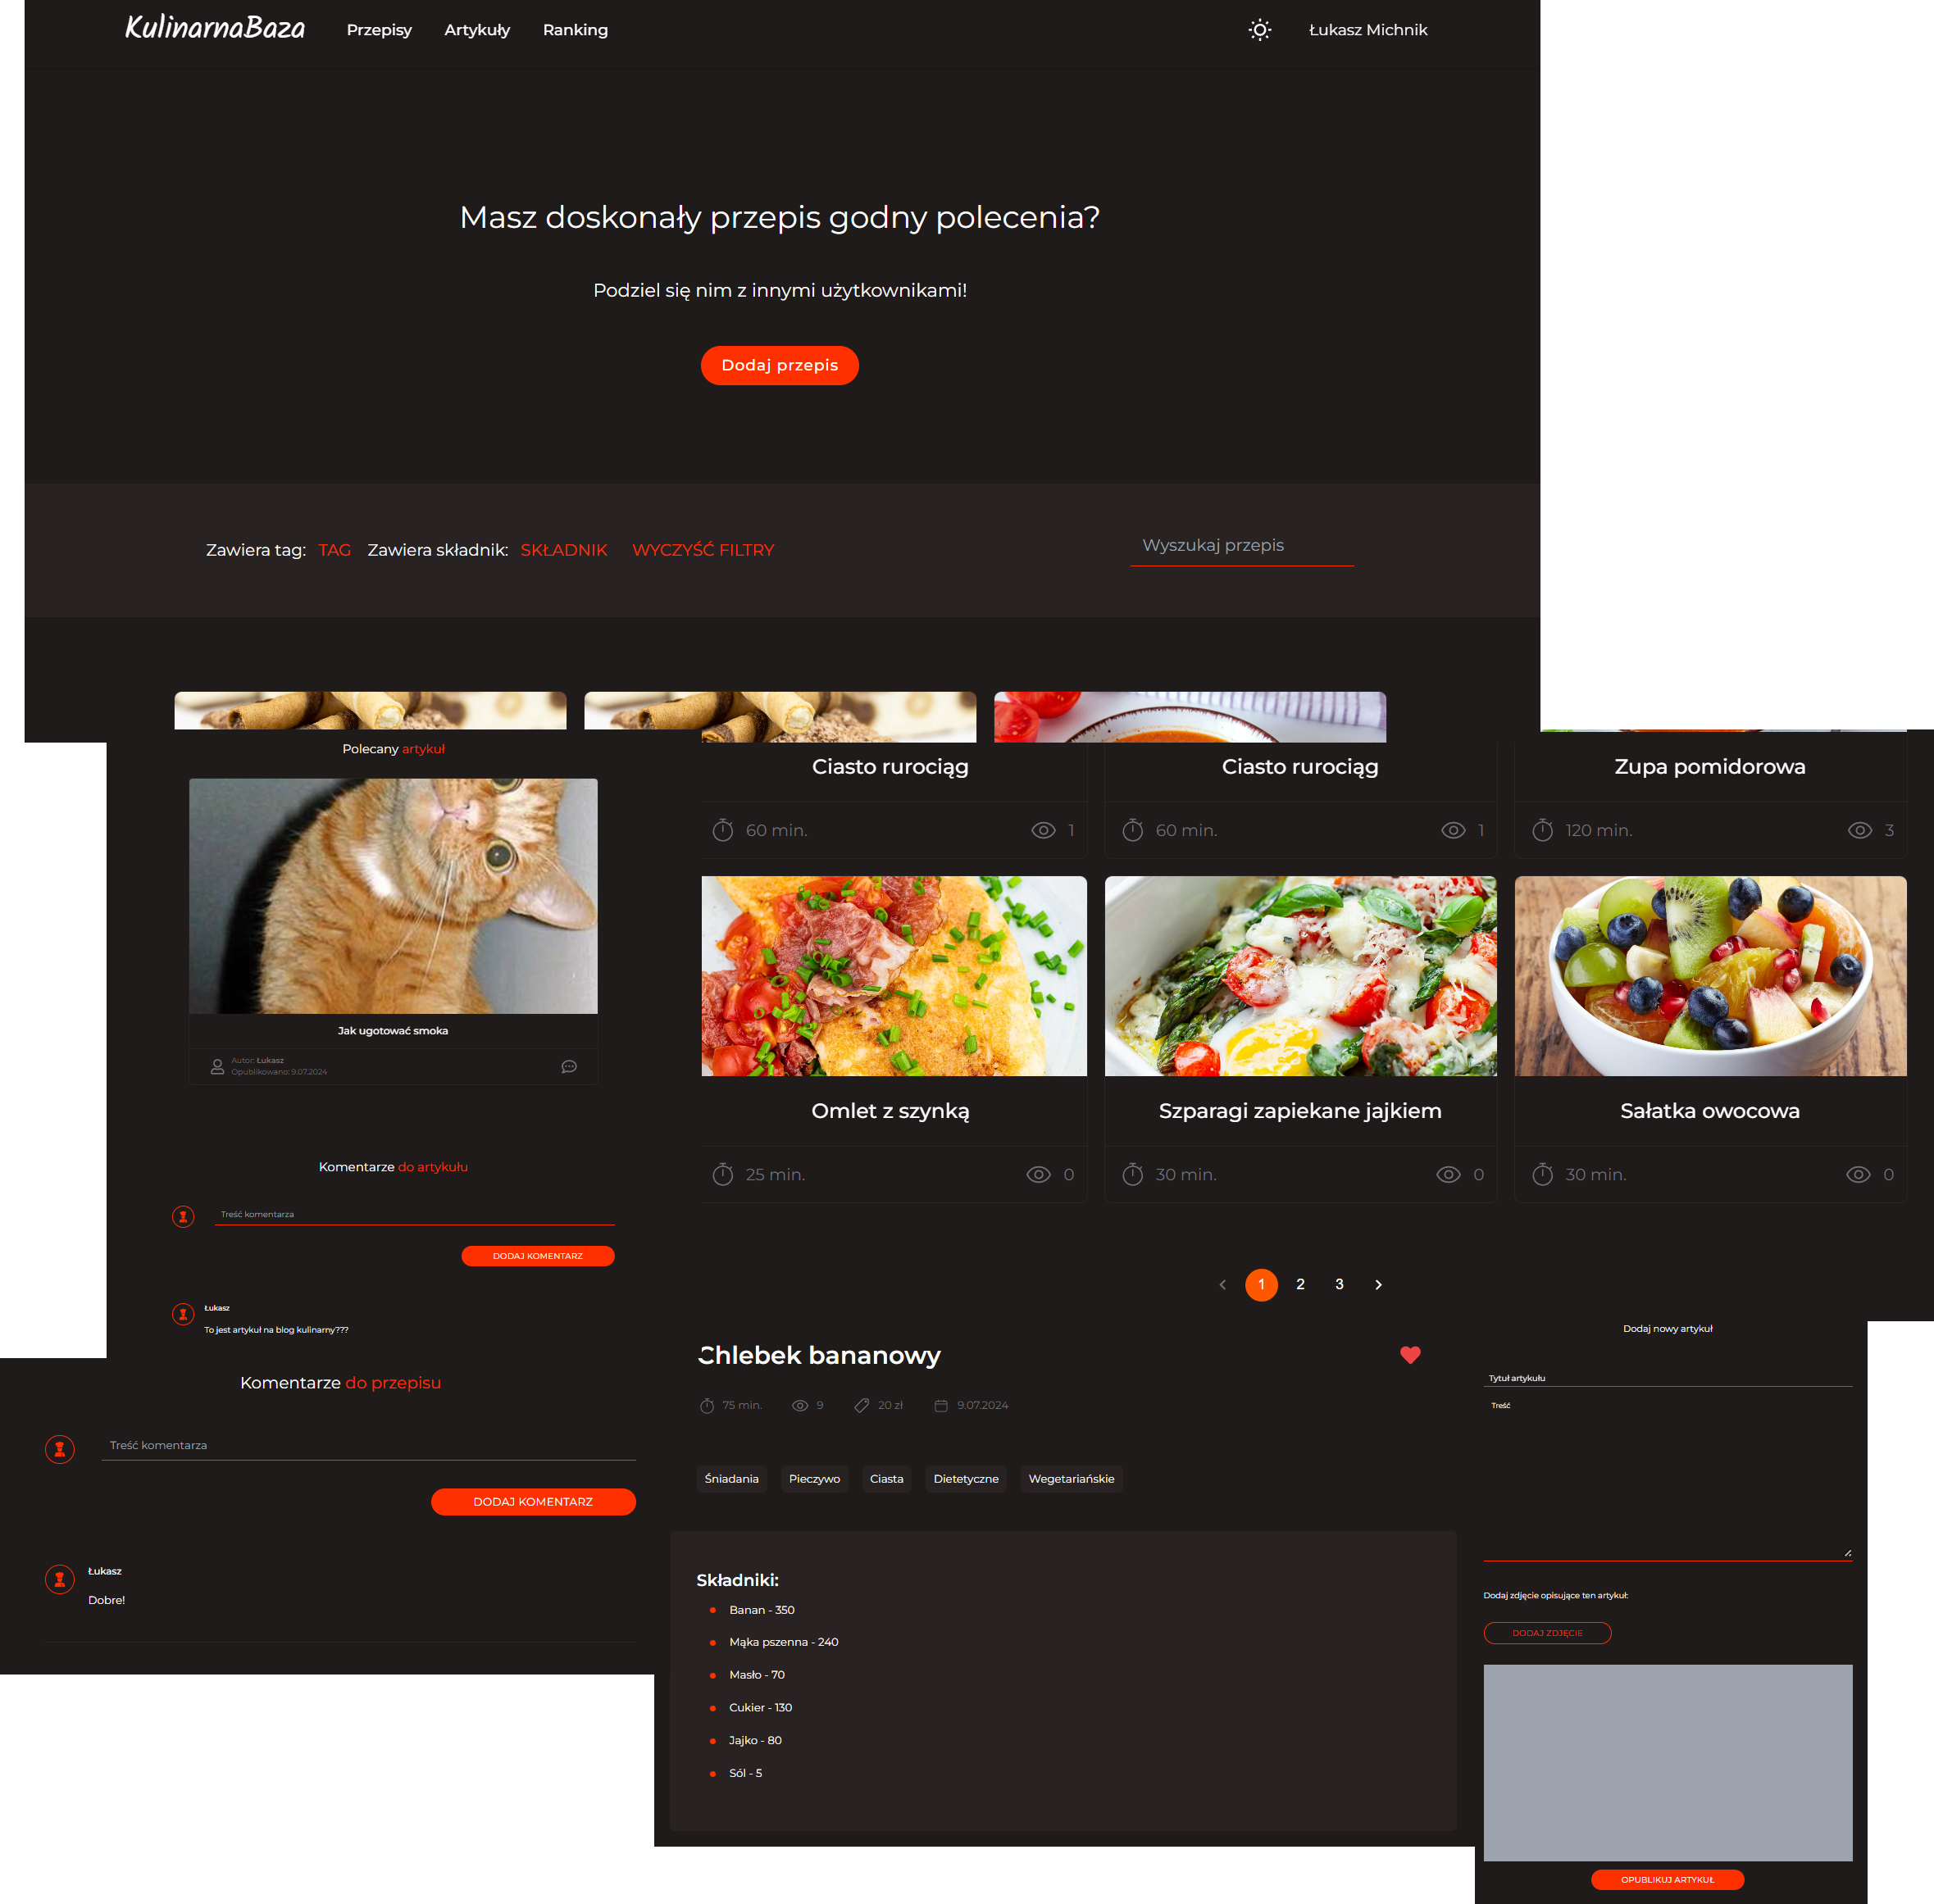 KulinarnaBaza Przepisy Artykuły Ranking Łukasz Michnik
Masz doskonały przepis godny polecenia?
Podziel się nim z innymi użytkownikami!
Dodaj przepis
Zawiera tag: TAG Zawiera składnik: SKŁADNIK WYCZYŚĆ FILTRY Wyszukaj przepis
Polecany artykuł
Jak ugotować smoka
Autor: Łukasz
Opublikowano: 9.07.2024
Komentarze do artykułu
Treść komentarza
DODAJ KOMENTARZ
Łukasz
To jest artykuł na blog kulinarny???
Ciasto rurociąg
60 min. 1
Ciasto rurociąg
60 min. 1
Zupa pomidorowa
120 min. 3
Omlet z szynką
25 min. 0
Szparagi zapiekane jajkiem
30 min. 0
Sałatka owocowa
30 min. 0
1 2 3
Komentarze do przepisu
Treść komentarza
DODAJ KOMENTARZ
Łukasz
Dobre!
Chlebek bananowy
75 min. 9 20 zł 9.07.2024
Śniadania Pieczywo Ciasta Dietetyczne Wegetariańskie
Składniki:
Banan - 350
Mąka pszenna - 240
Masło - 70
Cukier - 130
Jajko - 80
Sól - 5
Dodaj nowy artykuł
Tytuł artykułu
Treść
Dodaj zdjęcie opisujące ten artykuł:
DODAJ ZDJĘCIE
OPUBLIKUJ ARTYKUŁ